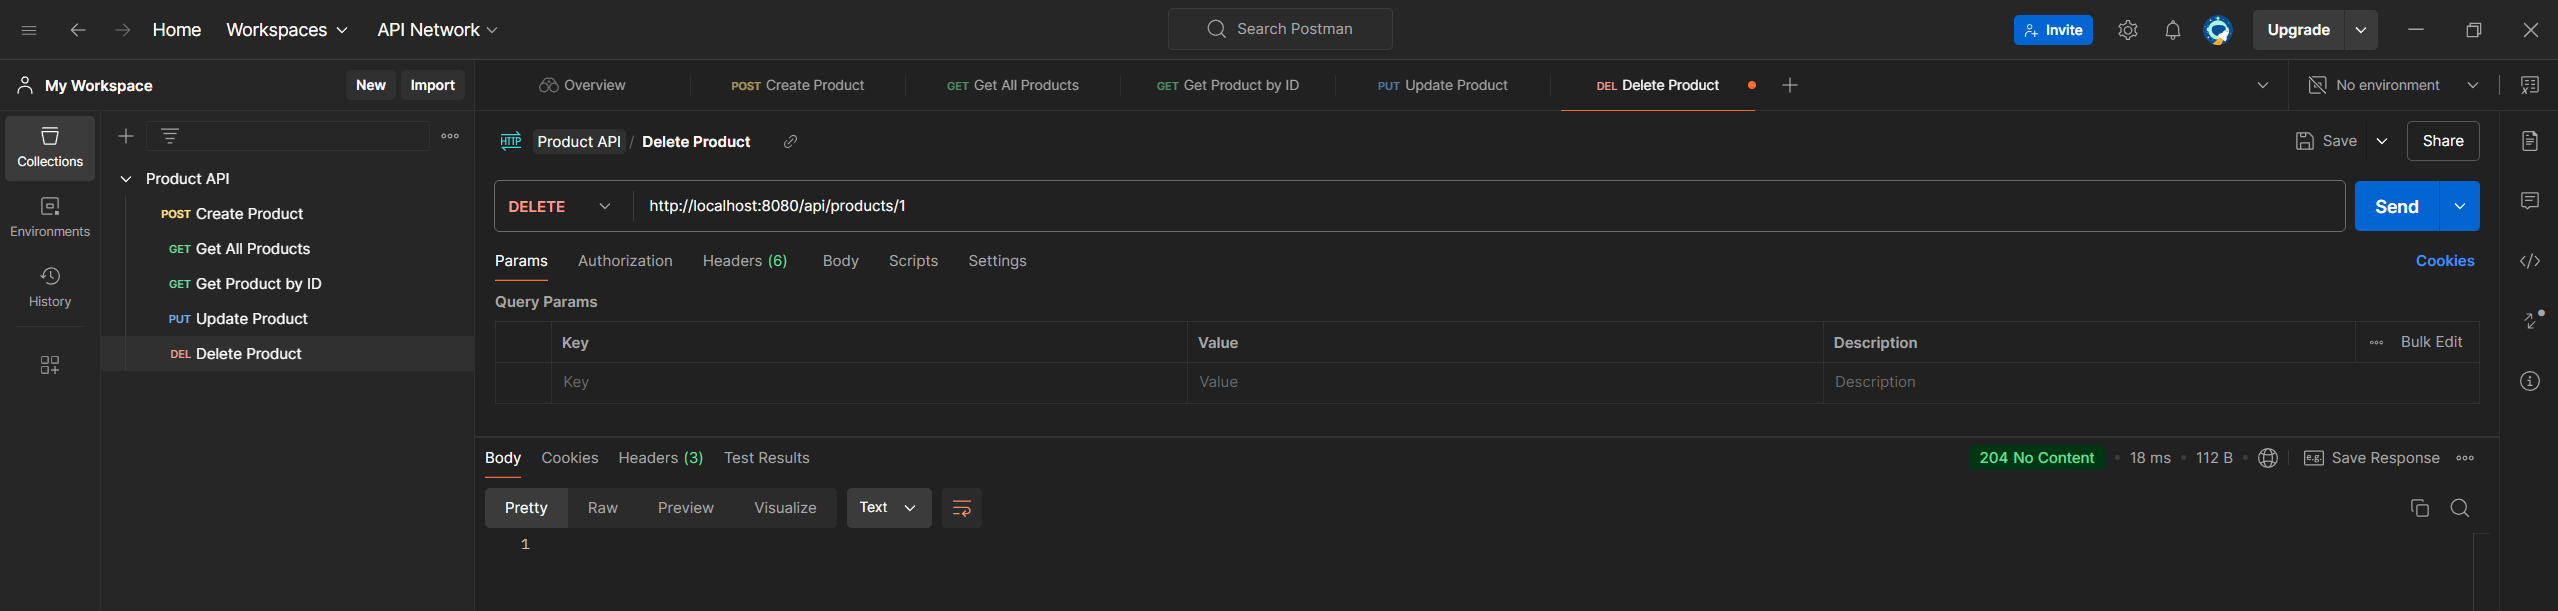 Home Workspaces API Network Search Postman Invite Upgrade
My Workspace New Import Overview POST Create Product GET Get All Products GET Get Product by ID PUT Update Product DEL Delete Product No environment
Collections
Environments
History
Product API
POST Create Product
GET Get All Products
GET Get Product by ID
PUT Update Product
DEL Delete Product
HTTP Product API / Delete Product Save Share
DELETE http://localhost:8080/api/products/1 Send
Params Authorization Headers (6) Body Scripts Settings Cookies
Query Params
Key Value Description Bulk Edit
Key Value Description
Body Cookies Headers (3) Test Results 204 No Content • 18 ms • 112 B • e.g. Save Response
Pretty Raw Preview Visualize Text
1